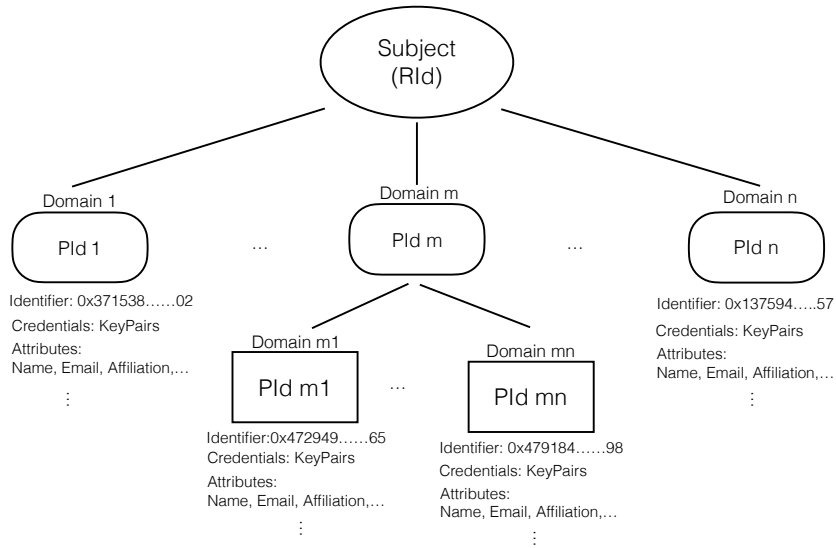 Subject
(RId)
Domain 1
PId 1
Identifier: 0x371538......02
Credentials: KeyPairs
Attributes:
Name, Email, Affiliation,...
⋮
...
Domain m
PId m
...
Domain n
PId n
Identifier: 0x137594.....57
Credentials: KeyPairs
Attributes:
Name, Email, Affiliation,...
⋮
Domain m1
PId m1
Identifier:0x472949......65
Credentials: KeyPairs
Attributes:
Name, Email, Affiliation,...
⋮
...
Domain mn
PId mn
Identifier: 0x479184......98
Credentials: KeyPairs
Attributes:
Name, Email, Affiliation,...
⋮